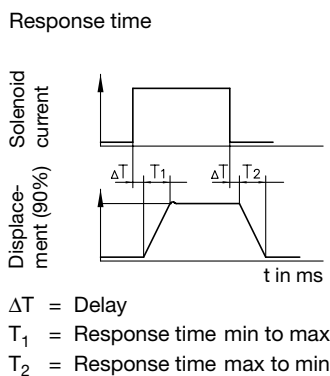 Response time
Solenoid
current
ΔT T₁ ΔT T₂
Displace-
ment (90%)
t in ms
ΔT = Delay
T₁ = Response time min to max
T₂ = Response time max to min